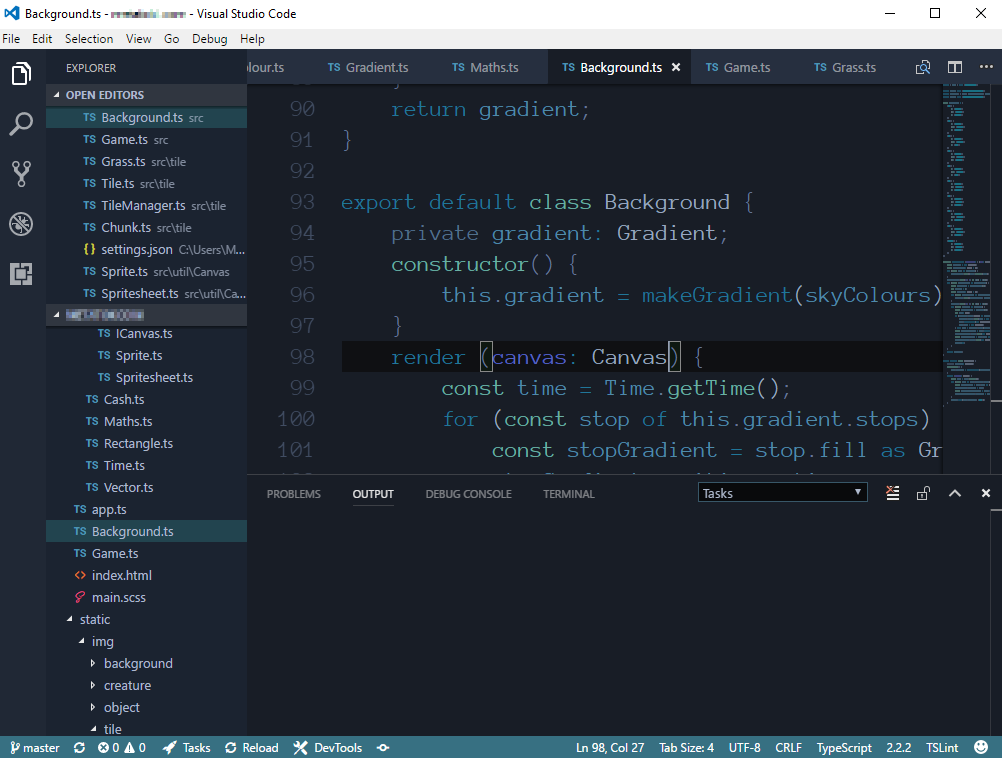 Background.ts - - Visual Studio Code
File Edit Selection View Go Debug Help
EXPLORER
OPEN EDITORS
TS Background.ts src
TS Game.ts src
TS Grass.ts src\tile
TS Tile.ts src\tile
TS TileManager.ts src\tile
TS Chunk.ts src\tile
{} settings.json C:\Users\M...
TS Sprite.ts src\util\Canvas
TS Spritesheet.ts src\util\Ca...
TS ICanvas.ts
TS Sprite.ts
TS Spritesheet.ts
TS Cash.ts
TS Maths.ts
TS Rectangle.ts
TS Time.ts
TS Vector.ts
TS app.ts
TS Background.ts
TS Game.ts
index.html
main.scss
static
img
background
creature
object
tile
olour.ts TS Gradient.ts TS Maths.ts TS Background.ts TS Game.ts TS Grass.ts
90 return gradient;
91 }
92
93 export default class Background {
94 private gradient: Gradient;
95 constructor() {
96 this.gradient = makeGradient(skyColours)
97 }
98 render (canvas: Canvas) {
99 const time = Time.getTime();
100 for (const stop of this.gradient.stops)
101 const stopGradient = stop.fill as Gr
PROBLEMS OUTPUT DEBUG CONSOLE TERMINAL Tasks
master 0 0 Tasks Reload DevTools Ln 98, Col 27 Tab Size: 4 UTF-8 CRLF TypeScript 2.2.2 TSLint